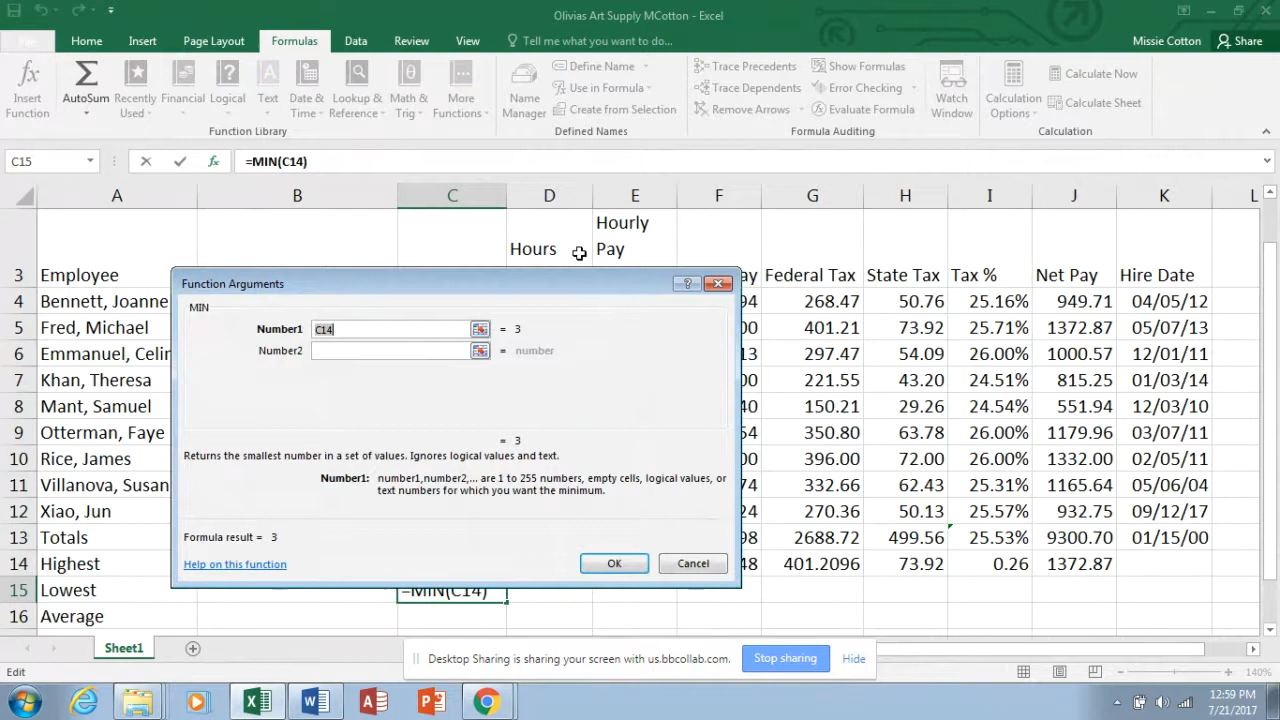 Olivias Art Supply MCotton - Excel
File Home Insert Page Layout Formulas Data Review View Tell me what you want to do... Missie Cotton Share
Insert Function
AutoSum
Recently Used
Financial
Logical
Text
Date & Time
Lookup & Reference
Math & Trig
More Functions
Function Library
Name Manager
Define Name
Use in Formula
Create from Selection
Defined Names
Trace Precedents
Trace Dependents
Remove Arrows
Show Formulas
Error Checking
Evaluate Formula
Formula Auditing
Watch Window
Calculation Options
Calculate Now
Calculate Sheet
Calculation
C15 fx =MIN(C14)
A B C D E F G H I J K L
3 Employee Hours Hourly Pay ay Federal Tax State Tax Tax % Net Pay Hire Date
4 Bennett, Joanne 94 268.47 50.76 25.16% 949.71 04/05/12
5 Fred, Michael 00 401.21 73.92 25.71% 1372.87 05/07/13
6 Emmanuel, Celin 13 297.47 54.09 26.00% 1000.57 12/01/11
7 Khan, Theresa 00 221.55 43.20 24.51% 815.25 01/03/14
8 Mant, Samuel 40 150.21 29.26 24.54% 551.94 12/03/10
9 Otterman, Faye 54 350.80 63.78 26.00% 1179.96 03/07/11
10 Rice, James 00 396.00 72.00 26.00% 1332.00 02/05/11
11 Villanova, Susan 74 332.66 62.43 25.31% 1165.64 05/06/04
12 Xiao, Jun 24 270.36 50.13 25.57% 932.75 09/12/17
13 Totals 98 2688.72 499.56 25.53% 9300.70 01/15/00
14 Highest 48 401.2096 73.92 0.26 1372.87
15 Lowest =MIN(C14)
16 Average
Function Arguments
MIN
Number1 C14 = 3
Number2 = number
= 3
Returns the smallest number in a set of values. Ignores logical values and text.
Number1: number1,number2,... are 1 to 255 numbers, empty cells, logical values, or
text numbers for which you want the minimum.
Formula result = 3
Help on this function OK Cancel
Sheet1
Desktop Sharing is sharing your screen with us.bbcollab.com. Stop sharing Hide
Edit 140%
12:59 PM
7/21/2017